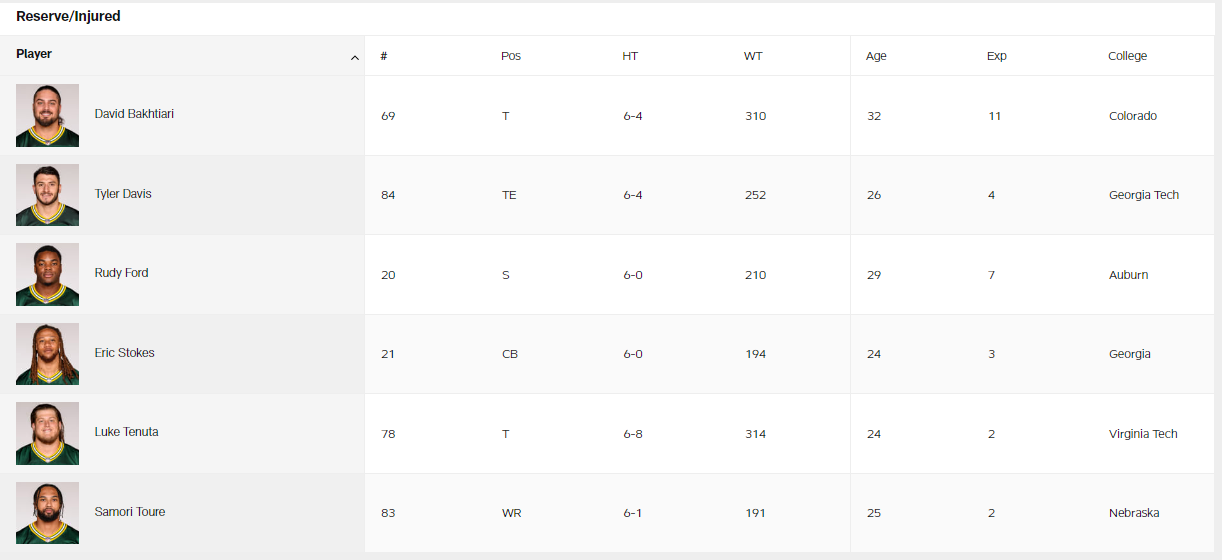 Reserve/Injured
Player # Pos HT WT Age Exp College
David Bakhtiari 69 T 6-4 310 32 11 Colorado
Tyler Davis 84 TE 6-4 252 26 4 Georgia Tech
Rudy Ford 20 S 6-0 210 29 7 Auburn
Eric Stokes 21 CB 6-0 194 24 3 Georgia
Luke Tenuta 78 T 6-8 314 24 2 Virginia Tech
Samori Toure 83 WR 6-1 191 25 2 Nebraska